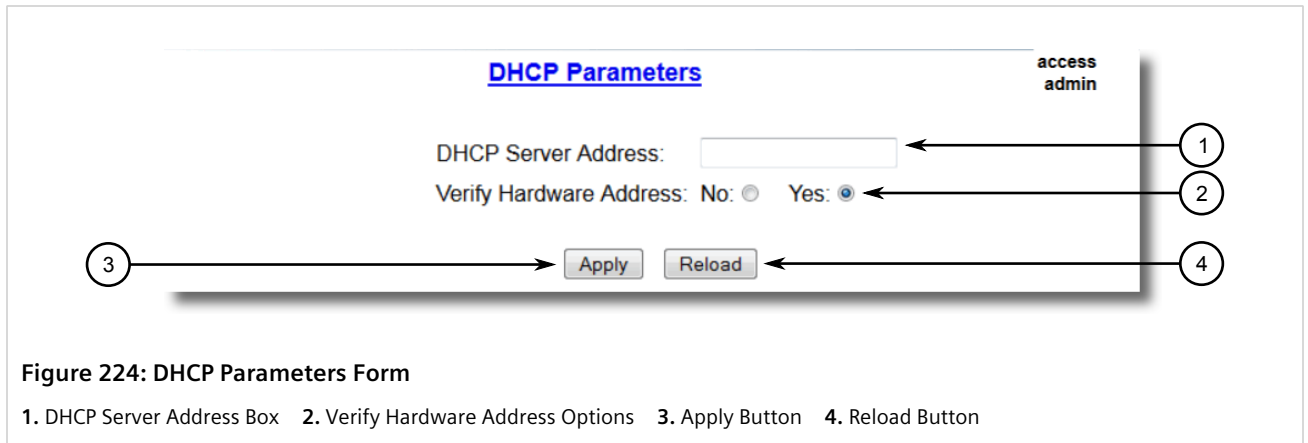 DHCP Parameters
access
admin
DHCP Server Address:
1
Verify Hardware Address: No: Yes:
2
3
Apply Reload
4
Figure 224: DHCP Parameters Form
1. DHCP Server Address Box 2. Verify Hardware Address Options 3. Apply Button 4. Reload Button